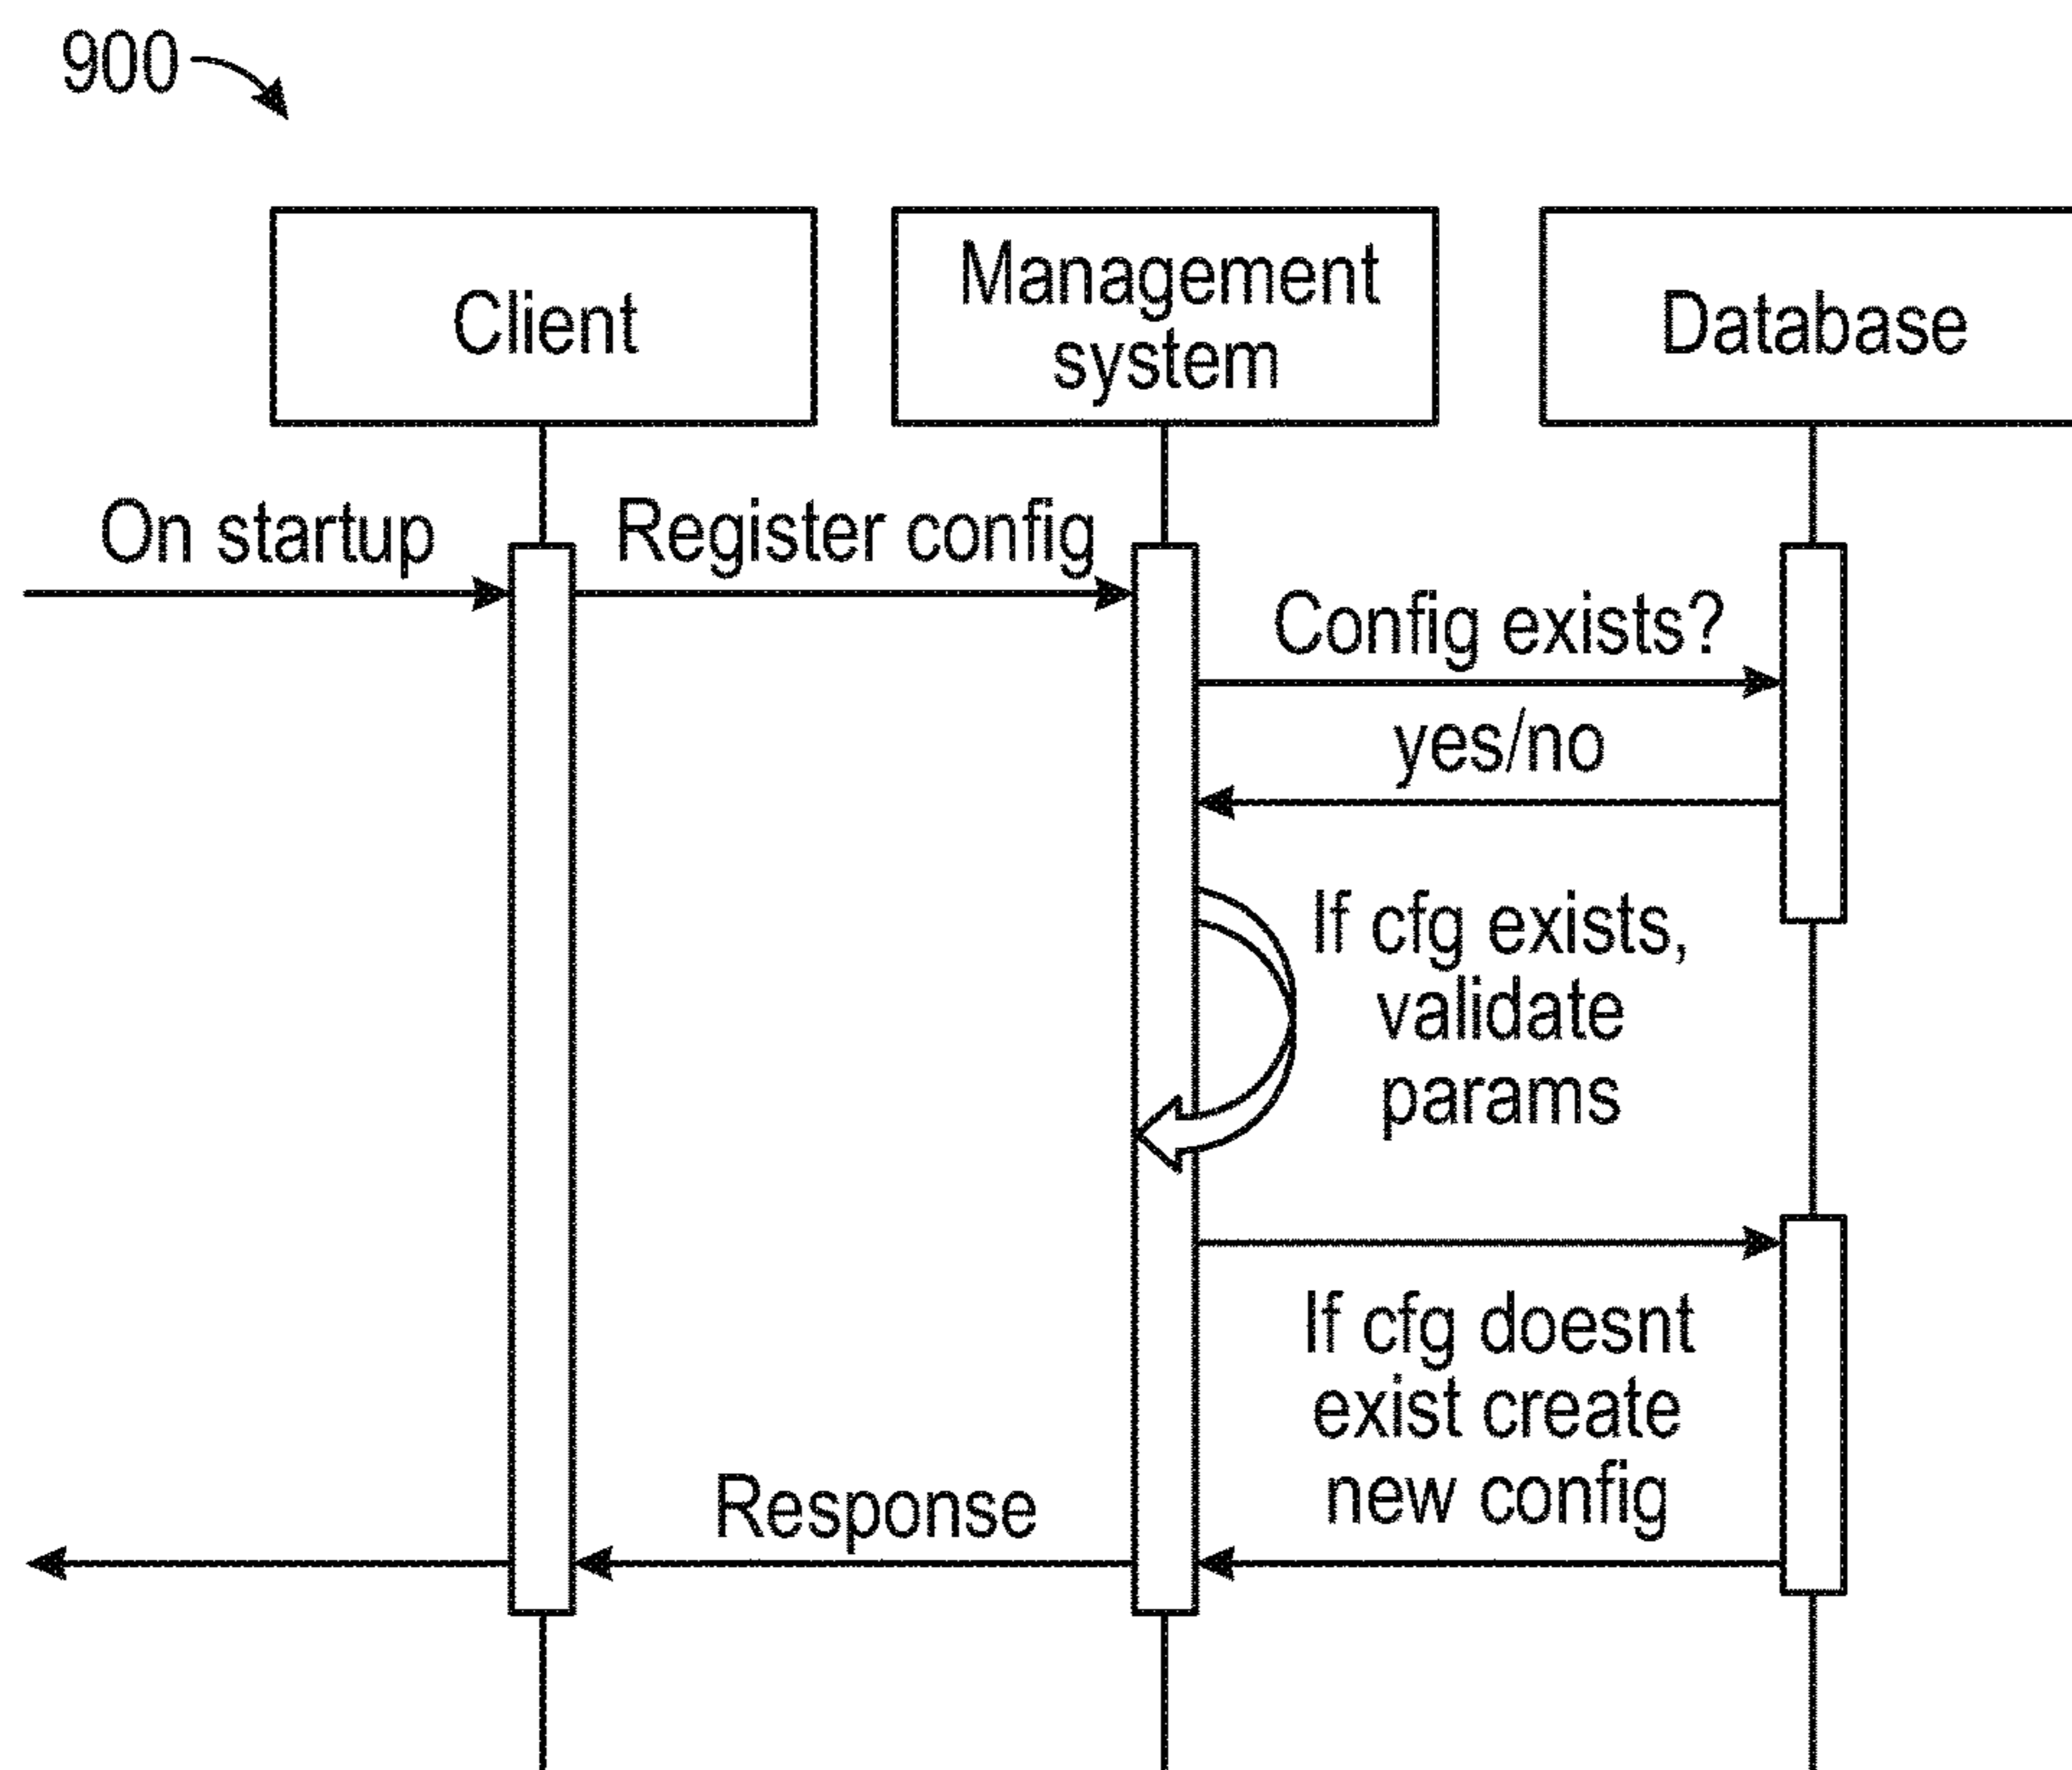 900
Client
Management
system
Database
On startup
Register config
Config exists?
yes/no
If cfg exists,
validate
params
If cfg doesnt
exist create
new config
Response